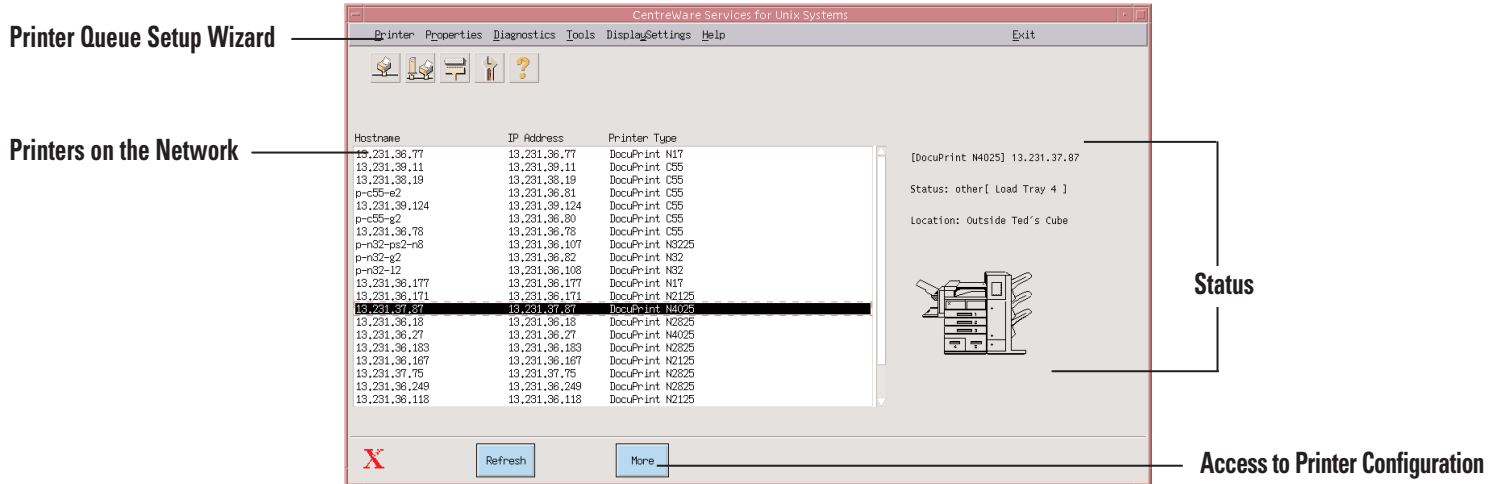 CentreWare Services for Unix Systems
Printer Queue Setup Wizard
Printer Properties Diagnostics Tools DisplaySettings Help Exit
?
Hostname IP Address Printer Type
Printers on the Network
13.231.36.77 13.231.36.77 DocuPrint N17
13.231.39.11 13.231.39.11 DocuPrint C55
13.231.38.19 13.231.38.19 DocuPrint C55
p-c55-e2 13.231.36.81 DocuPrint C55
13.231.39.124 13.231.39.124 DocuPrint C55
p-c55-g2 13.231.36.80 DocuPrint C55
13.231.36.78 13.231.36.78 DocuPrint C55
p-n32-ps2-n8 13.231.36.107 DocuPrint N3225
p-n32-g2 13.231.36.82 DocuPrint N32
p-n32-l2 13.231.36.108 DocuPrint N32
13.231.36.177 13.231.36.177 DocuPrint N17
13.231.36.171 13.231.36.171 DocuPrint N2125
13.231.37.87 13.231.37.87 DocuPrint N4025
13.231.36.18 13.231.36.18 DocuPrint N2825
13.231.36.27 13.231.36.27 DocuPrint N4025
13.231.36.183 13.231.36.183 DocuPrint N2825
13.231.36.167 13.231.36.167 DocuPrint N2125
13.231.37.75 13.231.37.75 DocuPrint N2825
13.231.36.249 13.231.36.249 DocuPrint N2825
13.231.36.118 13.231.36.118 DocuPrint N2125
[DocuPrint N4025] 13.231.37.87
Status: other[ Load Tray 4 ]
Location: Outside Ted's Cube
Status
X
Refresh
More
Access to Printer Configuration